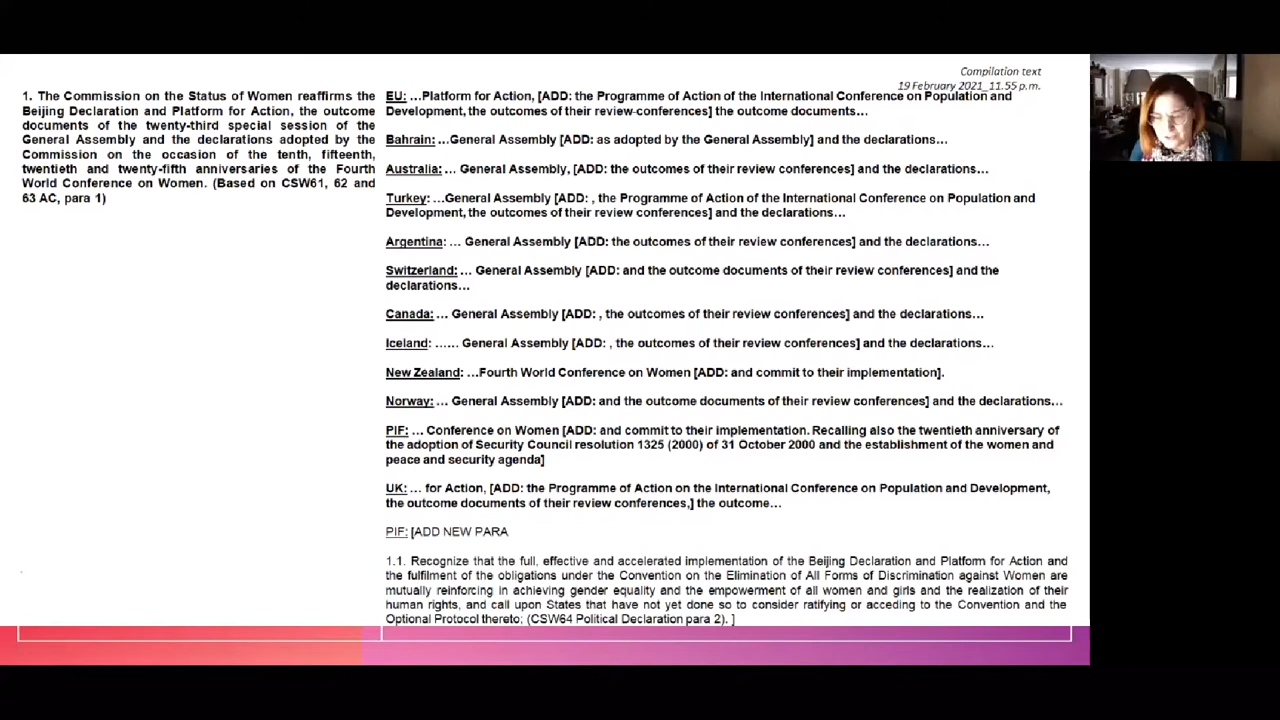 Compilation text
19 February 2021_11.55 p.m.
1. The Commission on the Status of Women reaffirms the
Beijing Declaration and Platform for Action, the outcome
documents of the twenty-third special session of the
General Assembly and the declarations adopted by the
Commission on the occasion of the tenth, fifteenth,
twentieth and twenty-fifth anniversaries of the Fourth
World Conference on Women. (Based on CSW61, 62 and
63 AC, para 1)
EU: …Platform for Action, [ADD: the Programme of Action of the International Conference on Population and
Development, the outcomes of their review conferences] the outcome documents…
Bahrain: …General Assembly [ADD: as adopted by the General Assembly] and the declarations…
Australia: … General Assembly, [ADD: the outcomes of their review conferences] and the declarations…
Turkey: …General Assembly [ADD: , the Programme of Action of the International Conference on Population and
Development, the outcomes of their review conferences] and the declarations…
Argentina: … General Assembly [ADD: the outcomes of their review conferences] and the declarations…
Switzerland: … General Assembly [ADD: and the outcome documents of their review conferences] and the
declarations…
Canada: … General Assembly [ADD: , the outcomes of their review conferences] and the declarations…
Iceland: …… General Assembly [ADD: , the outcomes of their review conferences] and the declarations…
New Zealand: …Fourth World Conference on Women [ADD: and commit to their implementation].
Norway: … General Assembly [ADD: and the outcome documents of their review conferences] and the declarations…
PIF: … Conference on Women [ADD: and commit to their implementation. Recalling also the twentieth anniversary of
the adoption of Security Council resolution 1325 (2000) of 31 October 2000 and the establishment of the women and
peace and security agenda]
UK: … for Action, [ADD: the Programme of Action on the International Conference on Population and Development,
the outcome documents of their review conferences,] the outcome…
PIF: [ADD NEW PARA
1.1. Recognize that the full, effective and accelerated implementation of the Beijing Declaration and Platform for Action and
the fulfilment of the obligations under the Convention on the Elimination of All Forms of Discrimination against Women are
mutually reinforcing in achieving gender equality and the empowerment of all women and girls and the realization of their
human rights, and call upon States that have not yet done so to consider ratifying or acceding to the Convention and the
Optional Protocol thereto; (CSW64 Political Declaration para 2). ]